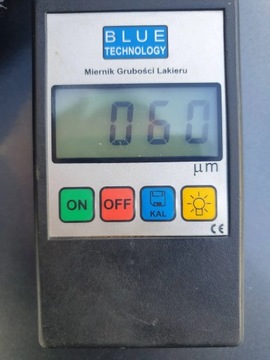 BLUE
TECHNOLOGY
Miernik Grubości Lakieru
060
µm
ON
OFF
KAL
CE